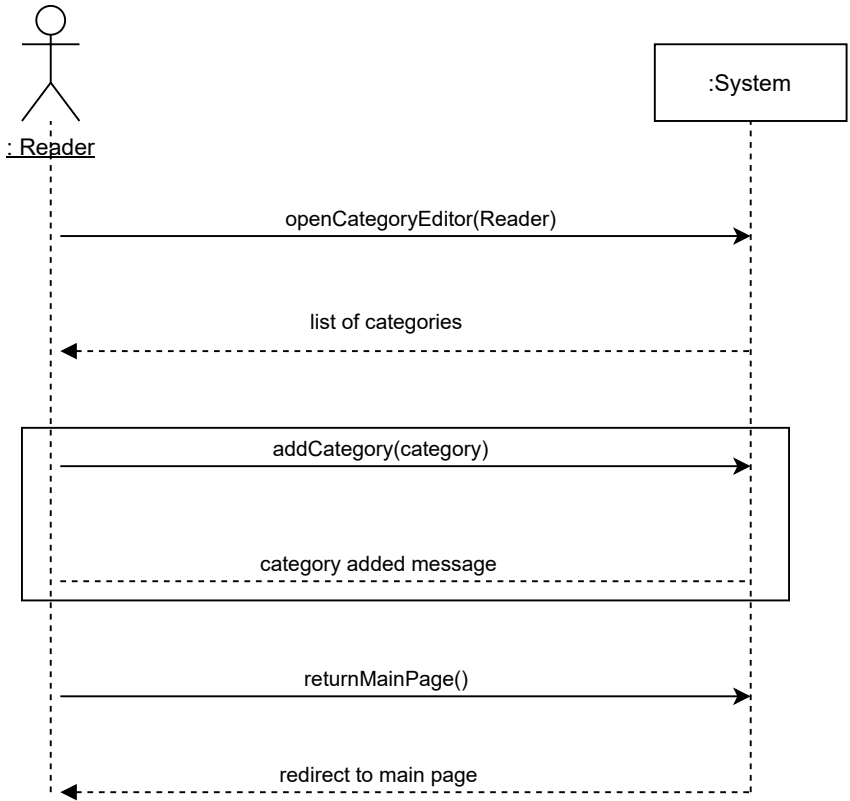 :System
: Reader
openCategoryEditor(Reader)
list of categories
addCategory(category)
category added message
returnMainPage()
redirect to main page